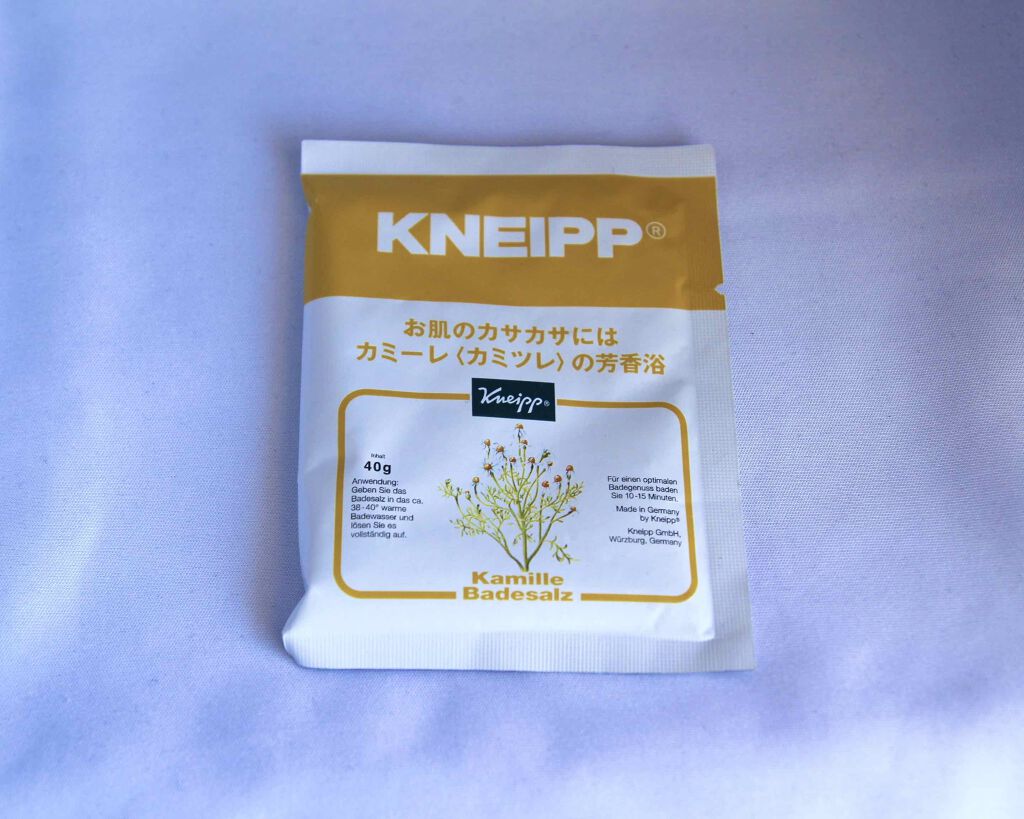 KNEIPP®
お肌のカサカサには
カミーレ〈カミツレ〉の芳香浴
Kneipp®
Inhalt
40g
Anwendung:
Geben Sie das
Badesalz in das ca.
38-40° warme
Badewasser und
lösen Sie es
vollständig auf.
Für einen optimalen
Badegenuss baden
Sie 10-15 Minuten.
Made in Germany
by Kneipp®
Kneipp GmbH,
Würzburg, Germany
Kamille
Badesalz